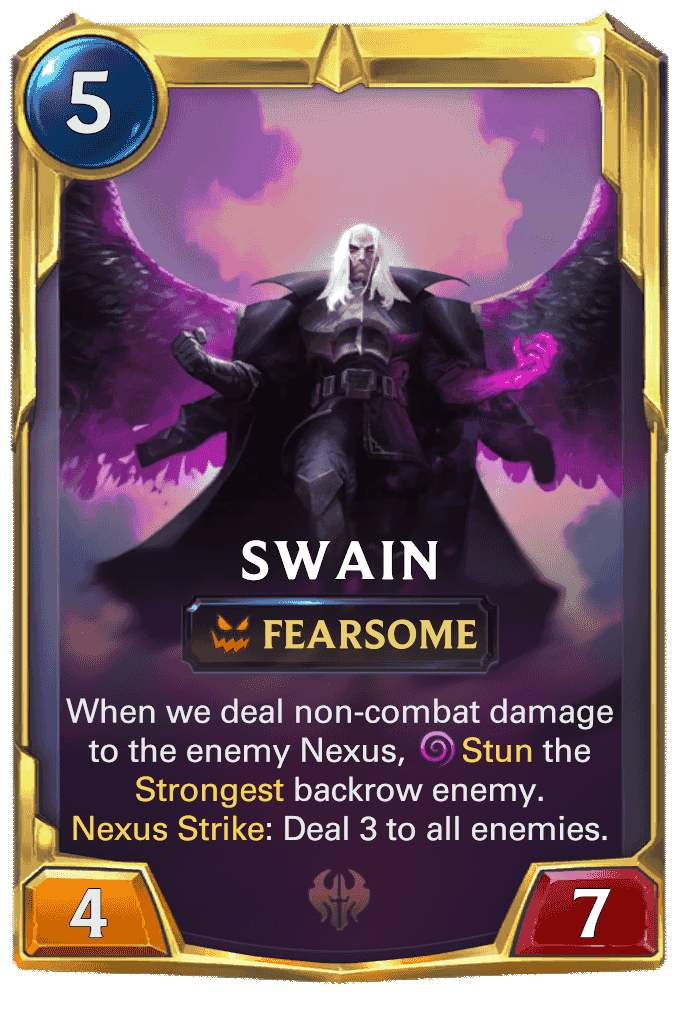 5
SWAIN
FEARSOME
When we deal non-combat damage
to the enemy Nexus, Stun the
Strongest backrow enemy.
Nexus Strike: Deal 3 to all enemies.
4
7